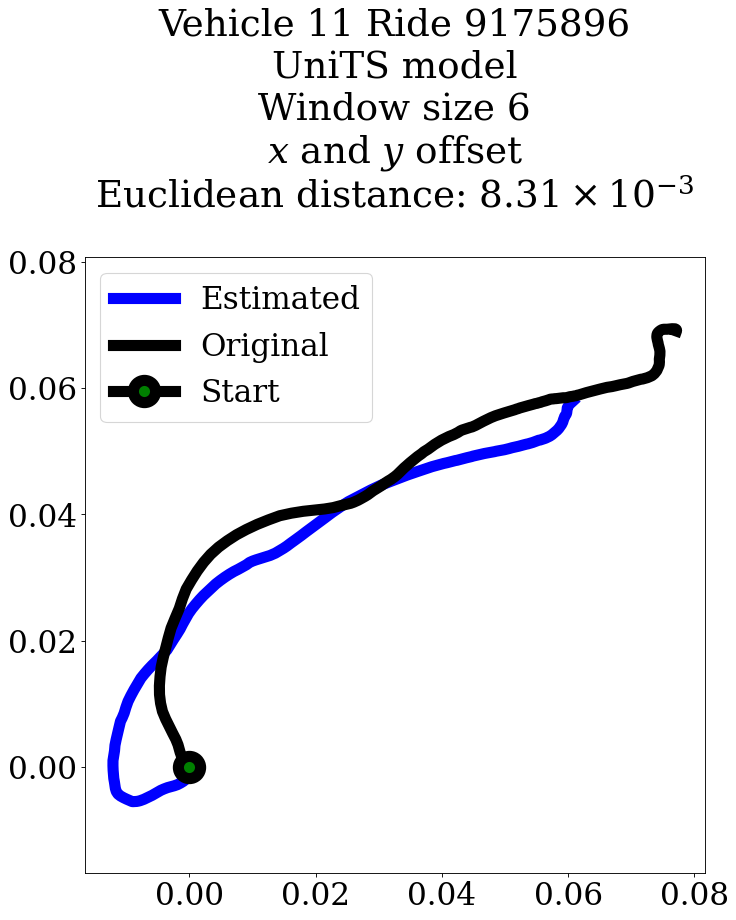 Vehicle 11 Ride 9175896
UniTS model
Window size 6
x and y offset
Euclidean distance: 8.31 × 10⁻³
0.08
0.06
0.04
0.02
0.00
Estimated
Original
Start
0.00 0.02 0.04 0.06 0.08